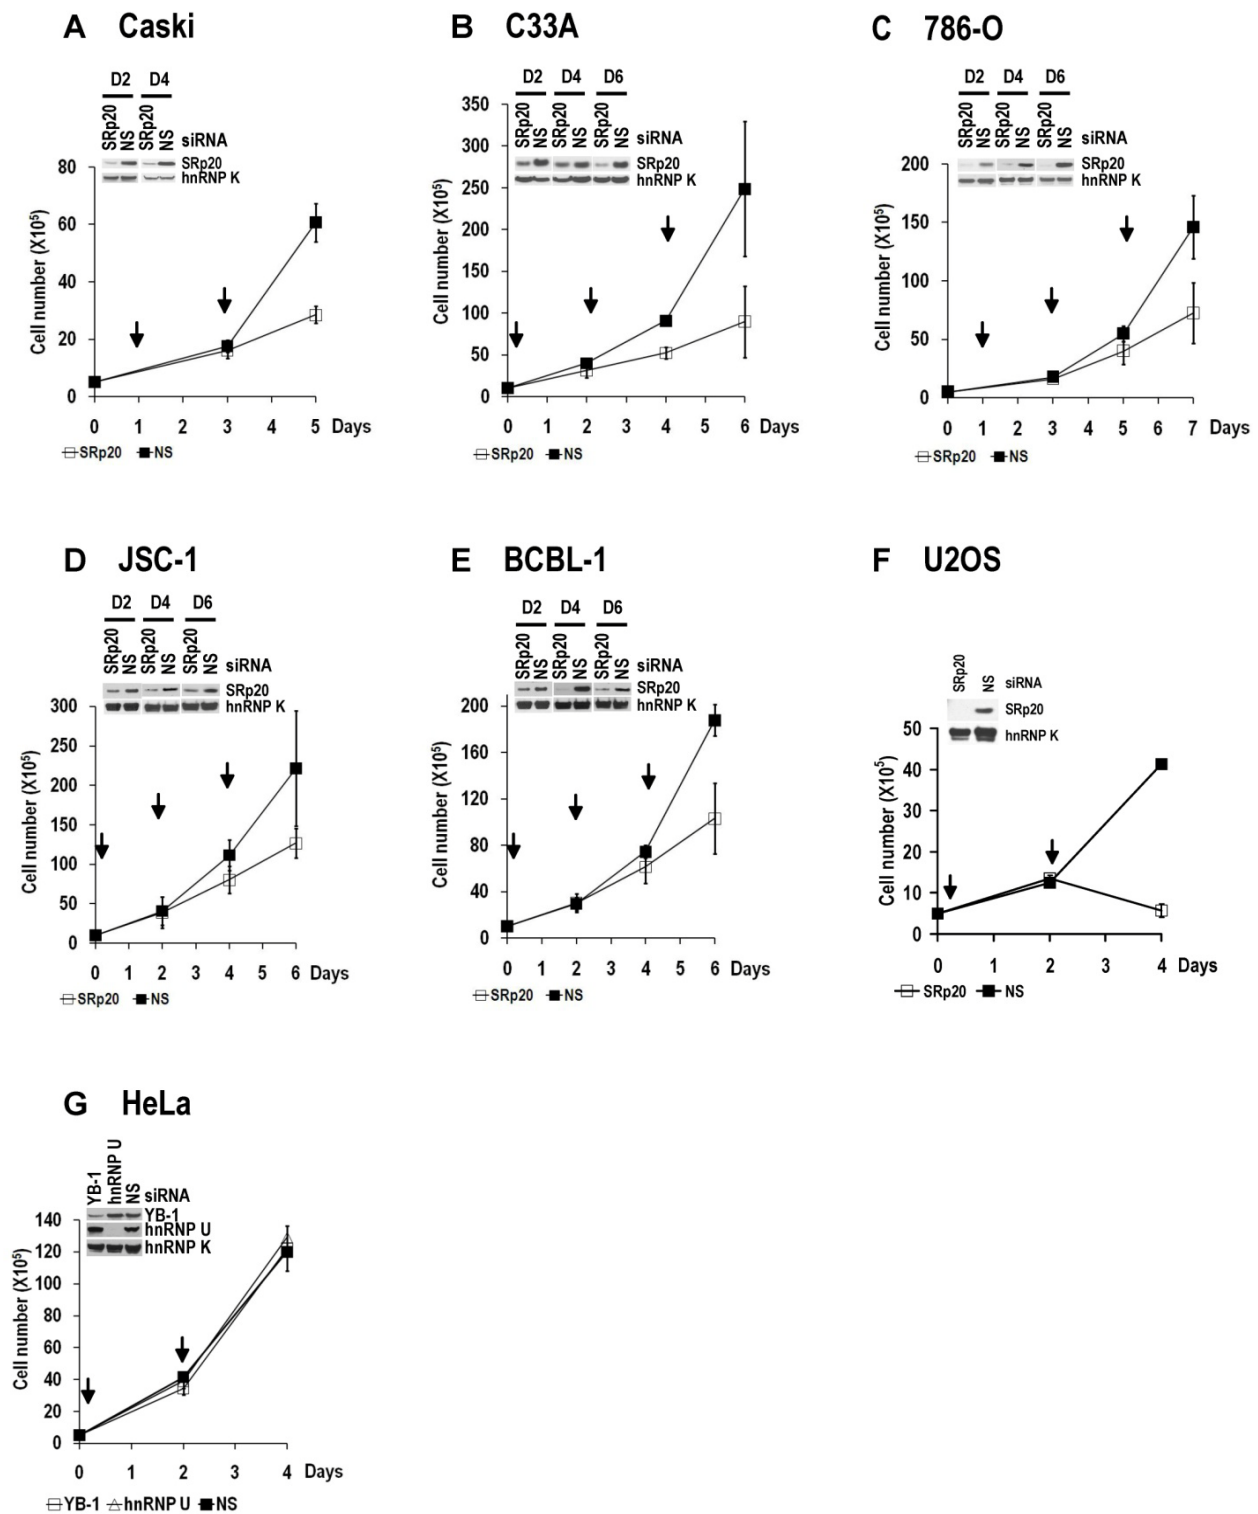 A Caski
D2 D4
SRp20 NS SRp20 NS siRNA
SRp20
hnRNP K
Cell number (X10⁵)
80
60
40
20
0
0 1 2 3 4 5 Days
SRp20 NS
B C33A
D2 D4 D6
SRp20 NS SRp20 NS SRp20 NS siRNA
SRp20
hnRNP K
Cell number (X10⁵)
350
300
250
200
150
100
50
0
0 1 2 3 4 5 6 Days
SRp20 NS
C 786-O
D2 D4 D6
SRp20 NS SRp20 NS SRp20 NS siRNA
SRp20
hnRNP K
Cell number (X10⁵)
200
150
100
50
0
0 1 2 3 4 5 6 7 Days
SRp20 NS
D JSC-1
D2 D4 D6
SRp20 NS SRp20 NS SRp20 NS siRNA
SRp20
hnRNP K
Cell number (X10⁵)
300
250
200
150
100
50
0
0 1 2 3 4 5 6 Days
SRp20 NS
E BCBL-1
D2 D4 D6
SRp20 NS SRp20 NS SRp20 NS siRNA
SRp20
hnRNP K
Cell number (X10⁵)
200
160
120
80
40
0
0 1 2 3 4 5 6 Days
SRp20 NS
F U2OS
SRp20 NS siRNA
SRp20
hnRNP K
Cell number (X10⁵)
50
40
30
20
10
0
0 1 2 3 4 Days
SRp20 NS
G HeLa
YB-1 hnRNP U NS siRNA
YB-1
hnRNP U
hnRNP K
Cell number (X10⁵)
140
120
100
80
60
40
20
0
0 1 2 3 4 Days
YB-1 hnRNP U NS